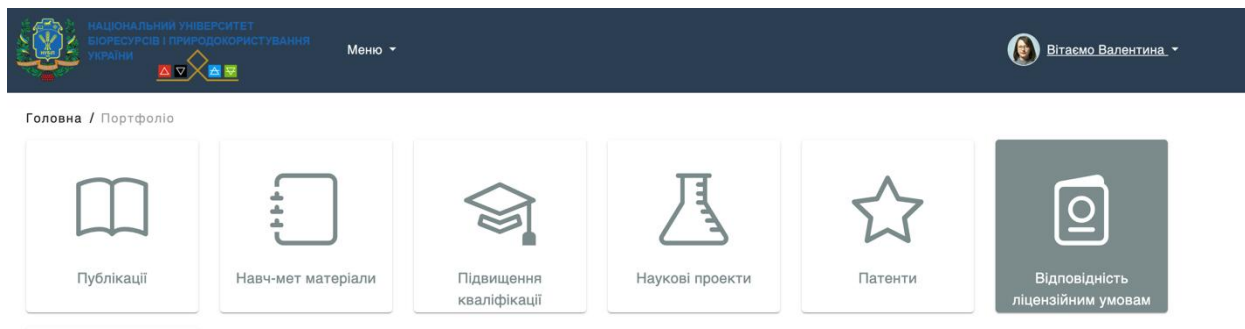 НАЦІОНАЛЬНИЙ УНІВЕРСИТЕТ
БІОРЕСУРСІВ І ПРИРОДОКОРИСТУВАННЯ
УКРАЇНИ
Меню
Вітаємо Валентина
Головна / Портфоліо
Публікації
Навч-мет матеріали
Підвищення
кваліфікації
Наукові проекти
Патенти
Відповідність
ліцензійним умовам